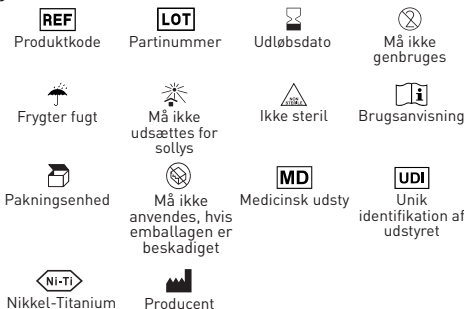 REF
LOT
2
Produktkode
Partinummer
Udløbsdato
Må ikke
genbruges
NON
STERILE
i
Frygter fugt
Må ikke
udsættes for
sollys
Ikke steril
Brugsanvisning
MD
UDI
Pakningsenhed
Må ikke
anvendes, hvis
emballagen er
beskadiget
Medicinsk udsty
Unik
identifikation af
udstyret
Ni-Ti
Nikkel-Titanium
Producent